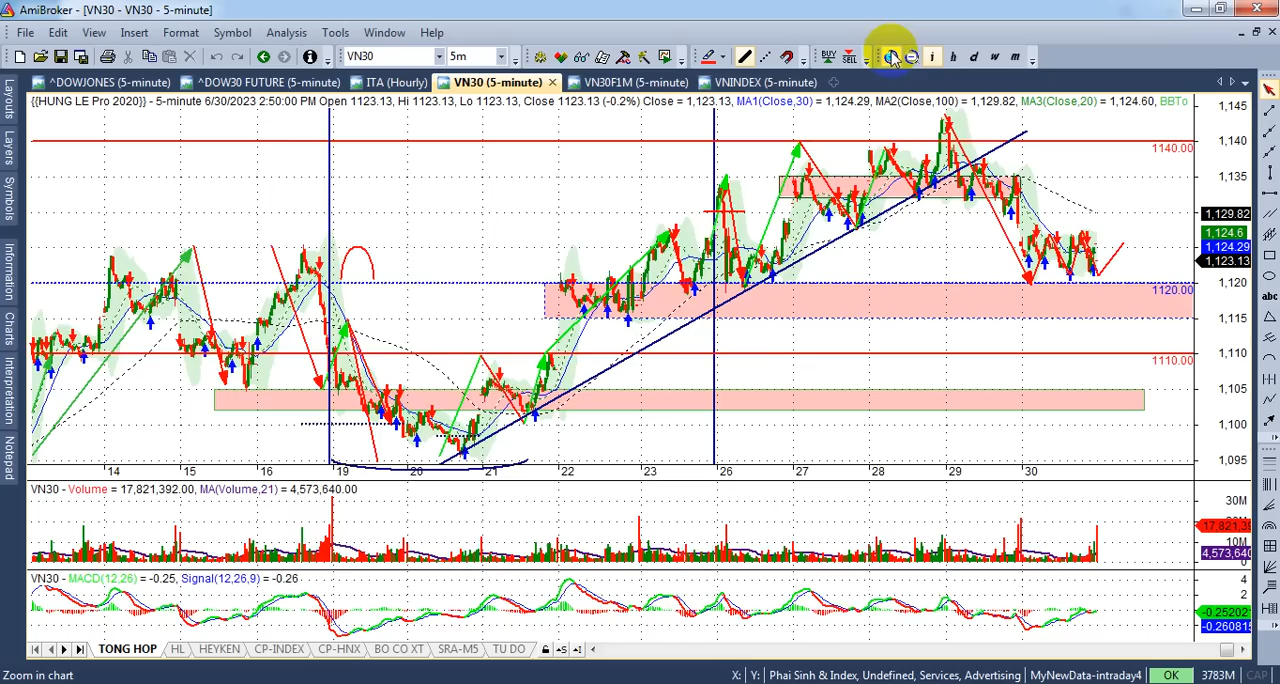 AmiBroker - [VN30 - VN30 - 5-minute]
File Edit View Insert Format Symbol Analysis Tools Window Help
VN30 5m BUY SELL i h d w m
^DOWJONES (5-minute) ^DOW30 FUTURE (5-minute) ITA (Hourly) VN30 (5-minute) VN30F1M (5-minute) VNINDEX (5-minute)
Layouts
Layers
Symbols
Information
Charts
Interpretation
Notepad
{{HUNG LE Pro 2020}} - 5-minute 6/30/2023 2:50:00 PM Open 1123.13, Hi 1123.13, Lo 1123.13, Close 1123.13 (-0.2%) Close = 1,123.13, MA1(Close,30) = 1,124.29, MA2(Close,100) = 1,129.82, MA3(Close,20) = 1,124.60, BBTo
1,145
1,140
1140.00
1,135
1,129.82
1,124.6
1,124.29
1,123.13
1,120
1120.00
1,115
1,110
1110.00
1,105
1,100
1,095
14 15 16 19 20 21 22 23 26 27 28 29 30
VN30 - Volume = 17,821,392.00, MA(Volume,21) = 4,573,640.00
30M
17,821,39
10M
4,573,640
VN30 - MACD(12,26) = -0.25, Signal(12,26,9) = -0.26
4
2
-0.25202
-0.260815
TONG HOP HL HEYKEN CP-INDEX CP-HNX BO CO XT SRA-M5 TU DO
abc
Zoom in chart X: Y: Phai Sinh & Index, Undefined, Services, Advertising MyNewData-intraday4 OK 3783M CAP